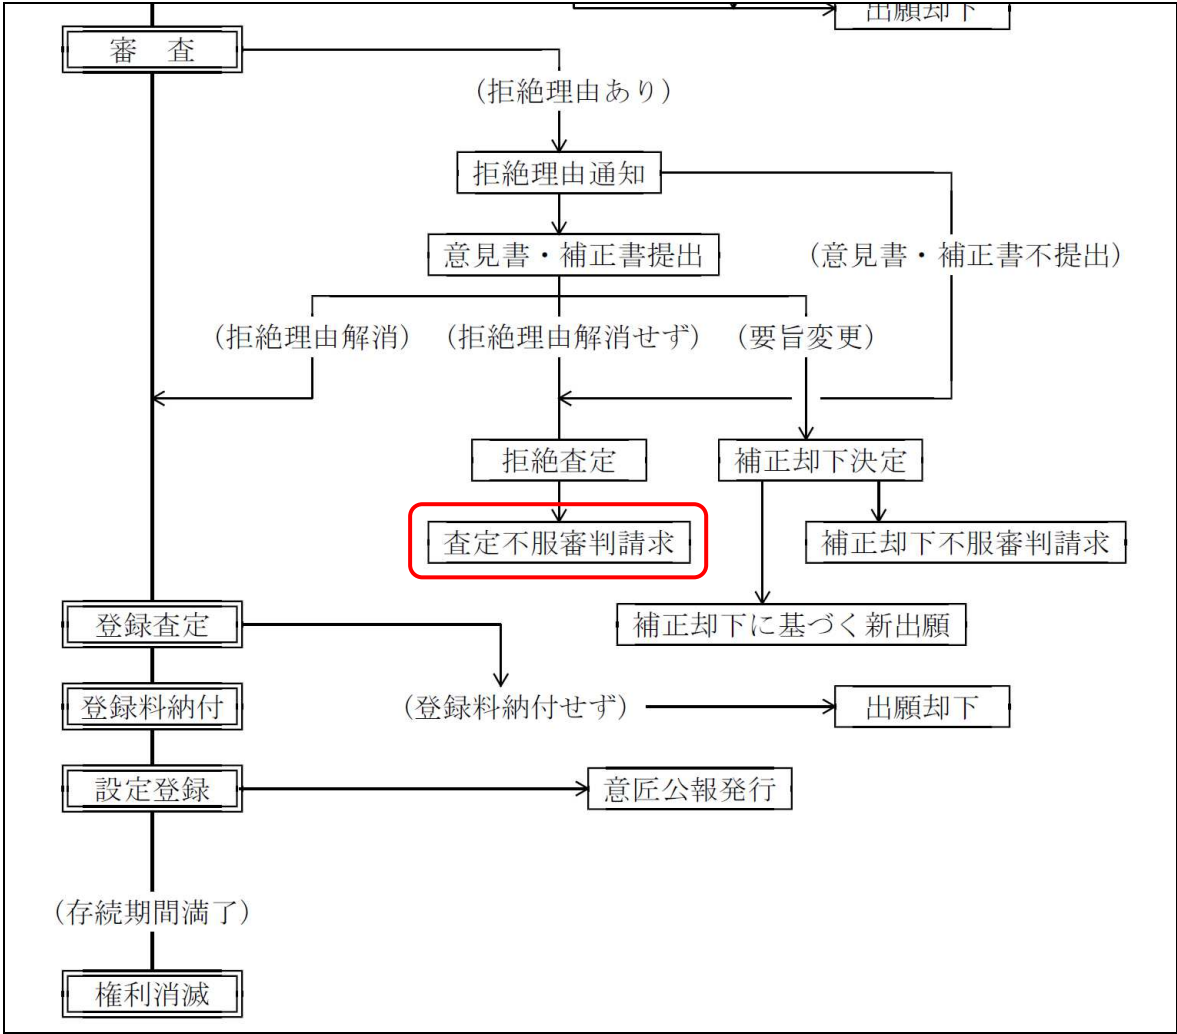 出願却下
審　査
(拒絶理由あり)
拒絶理由通知
意見書・補正書提出
(意見書・補正書不提出)
(拒絶理由解消)
(拒絶理由解消せず)
(要旨変更)
拒絶査定
補正却下決定
査定不服審判請求
補正却下不服審判請求
登録査定
補正却下に基づく新出願
登録料納付
(登録料納付せず)
出願却下
設定登録
意匠公報発行
(存続期間満了)
権利消滅